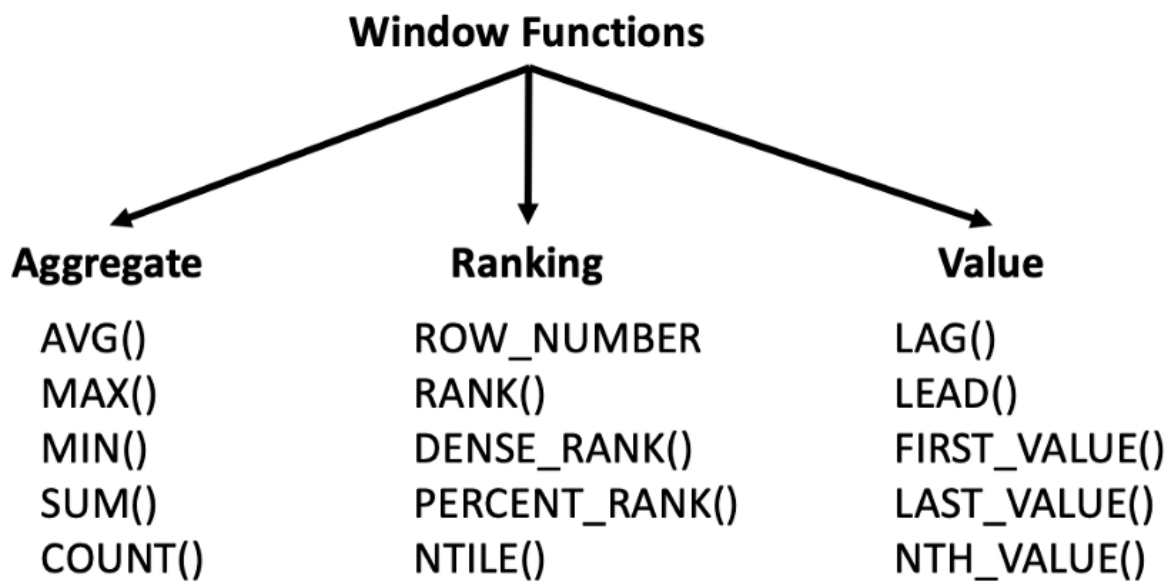 Window Functions
Aggregate
AVG()
MAX()
MIN()
SUM()
COUNT()
Ranking
ROW_NUMBER
RANK()
DENSE_RANK()
PERCENT_RANK()
NTILE()
Value
LAG()
LEAD()
FIRST_VALUE()
LAST_VALUE()
NTH_VALUE()